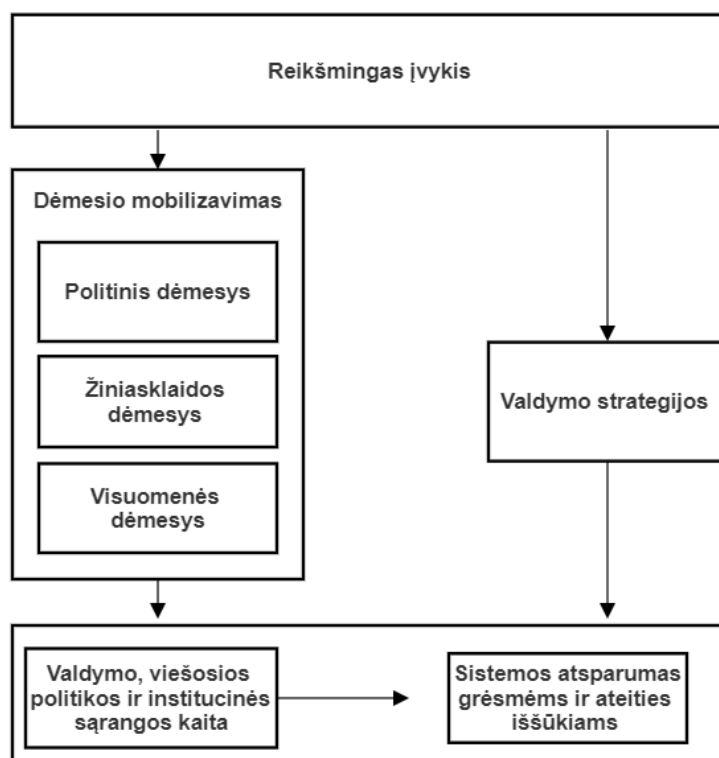 Reikšmingas įvykis
Dėmesio mobilizavimas
Politinis dėmesys
Žiniasklaidos
dėmesys
Visuomenės
dėmesys
Valdymo strategijos
Valdymo, viešosios
politikos ir institucinės
sąrangos kaita
Sistemos atsparumas
grėsmėms ir ateities
iššūkiams